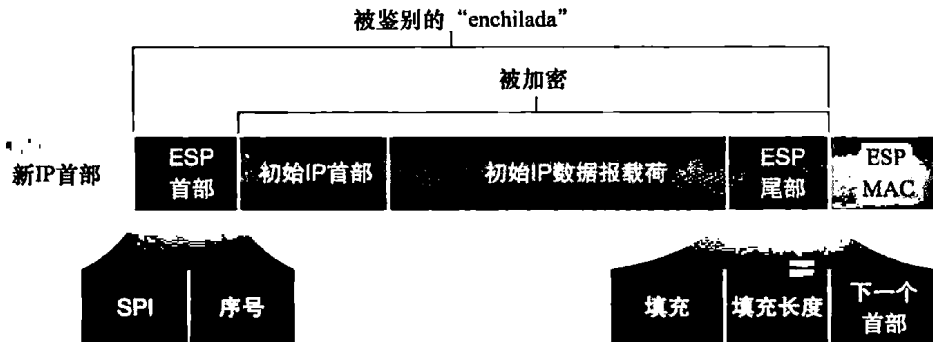 被鉴别的“enchilada”
被加密
新IP首部
ESP
首部
初始IP首部
初始IP数据报载荷
ESP
尾部
ESP
MAC
SPI
序号
填充
填充长度
下一个
首部